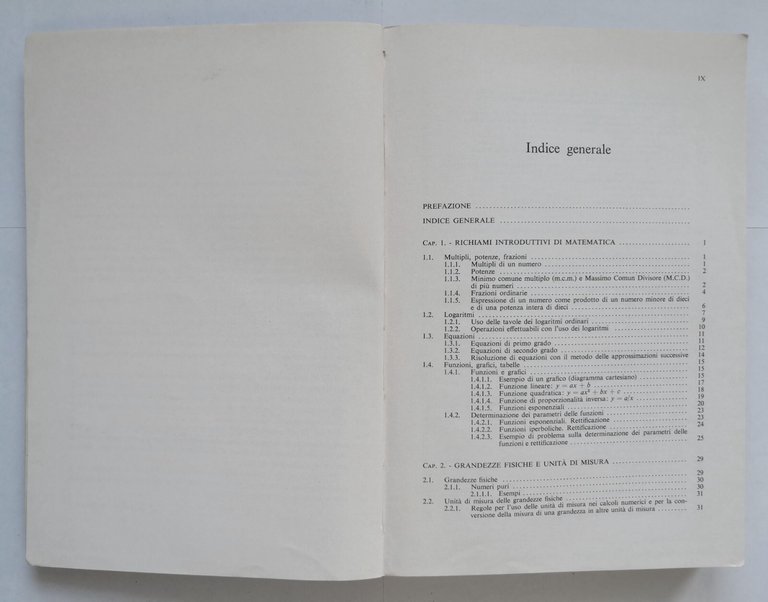 IX
Indice generale
PREFAZIONE
INDICE GENERALE
CAP. 1. - RICHIAMI INTRODUTTIVI DI MATEMATICA 1
1.1. Multipli, potenze, frazioni 1
1.1.1. Multipli di un numero 1
1.1.2. Potenze 2
1.1.3. Minimo comune multiplo (m.c.m.) e Massimo Comun Divisore (M.C.D.)
di più numeri 2
1.1.4. Frazioni ordinarie 4
1.1.5. Espressione di un numero come prodotto di un numero minore di dieci
e di una potenza intera di dieci 6
1.2. Logaritmi 7
1.2.1. Uso delle tavole dei logaritmi ordinari 9
1.2.2. Operazioni effettuabili con l'uso dei logaritmi 10
1.3. Equazioni 11
1.3.1. Equazioni di primo grado 11
1.3.2. Equazioni di secondo grado 12
1.3.3. Risoluzione di equazioni con il metodo delle approssimazioni successive 14
1.4. Funzioni, grafici, tabelle 15
1.4.1. Funzioni e grafici 15
1.4.1.1. Esempio di un grafico (diagramma cartesiano) 15
1.4.1.2. Funzione lineare: y = ax + b 17
1.4.1.3. Funzione quadratica: y = ax² + bx + c 18
1.4.1.4. Funzione di proporzionalità inversa: y = a/x 19
1.4.1.5. Funzioni esponenziali 20
1.4.2. Determinazione dei parametri delle funzioni 23
1.4.2.1. Funzioni esponenziali. Rettificazione 23
1.4.2.2. Funzioni iperboliche. Rettificazione 24
1.4.2.3. Esempio di problema sulla determinazione dei parametri delle
funzioni e rettificazione 25
CAP. 2. - GRANDEZZE FISICHE E UNITÀ DI MISURA 29
2.1. Grandezze fisiche 29
2.1.1. Numeri puri 30
2.1.1.1. Esempi 30
2.2. Unità di misura delle grandezze fisiche 31
2.2.1. Regole per l'uso delle unità di misura nei calcoli numerici e per la con-
versione della misura di una grandezza in altre unità di misura 31